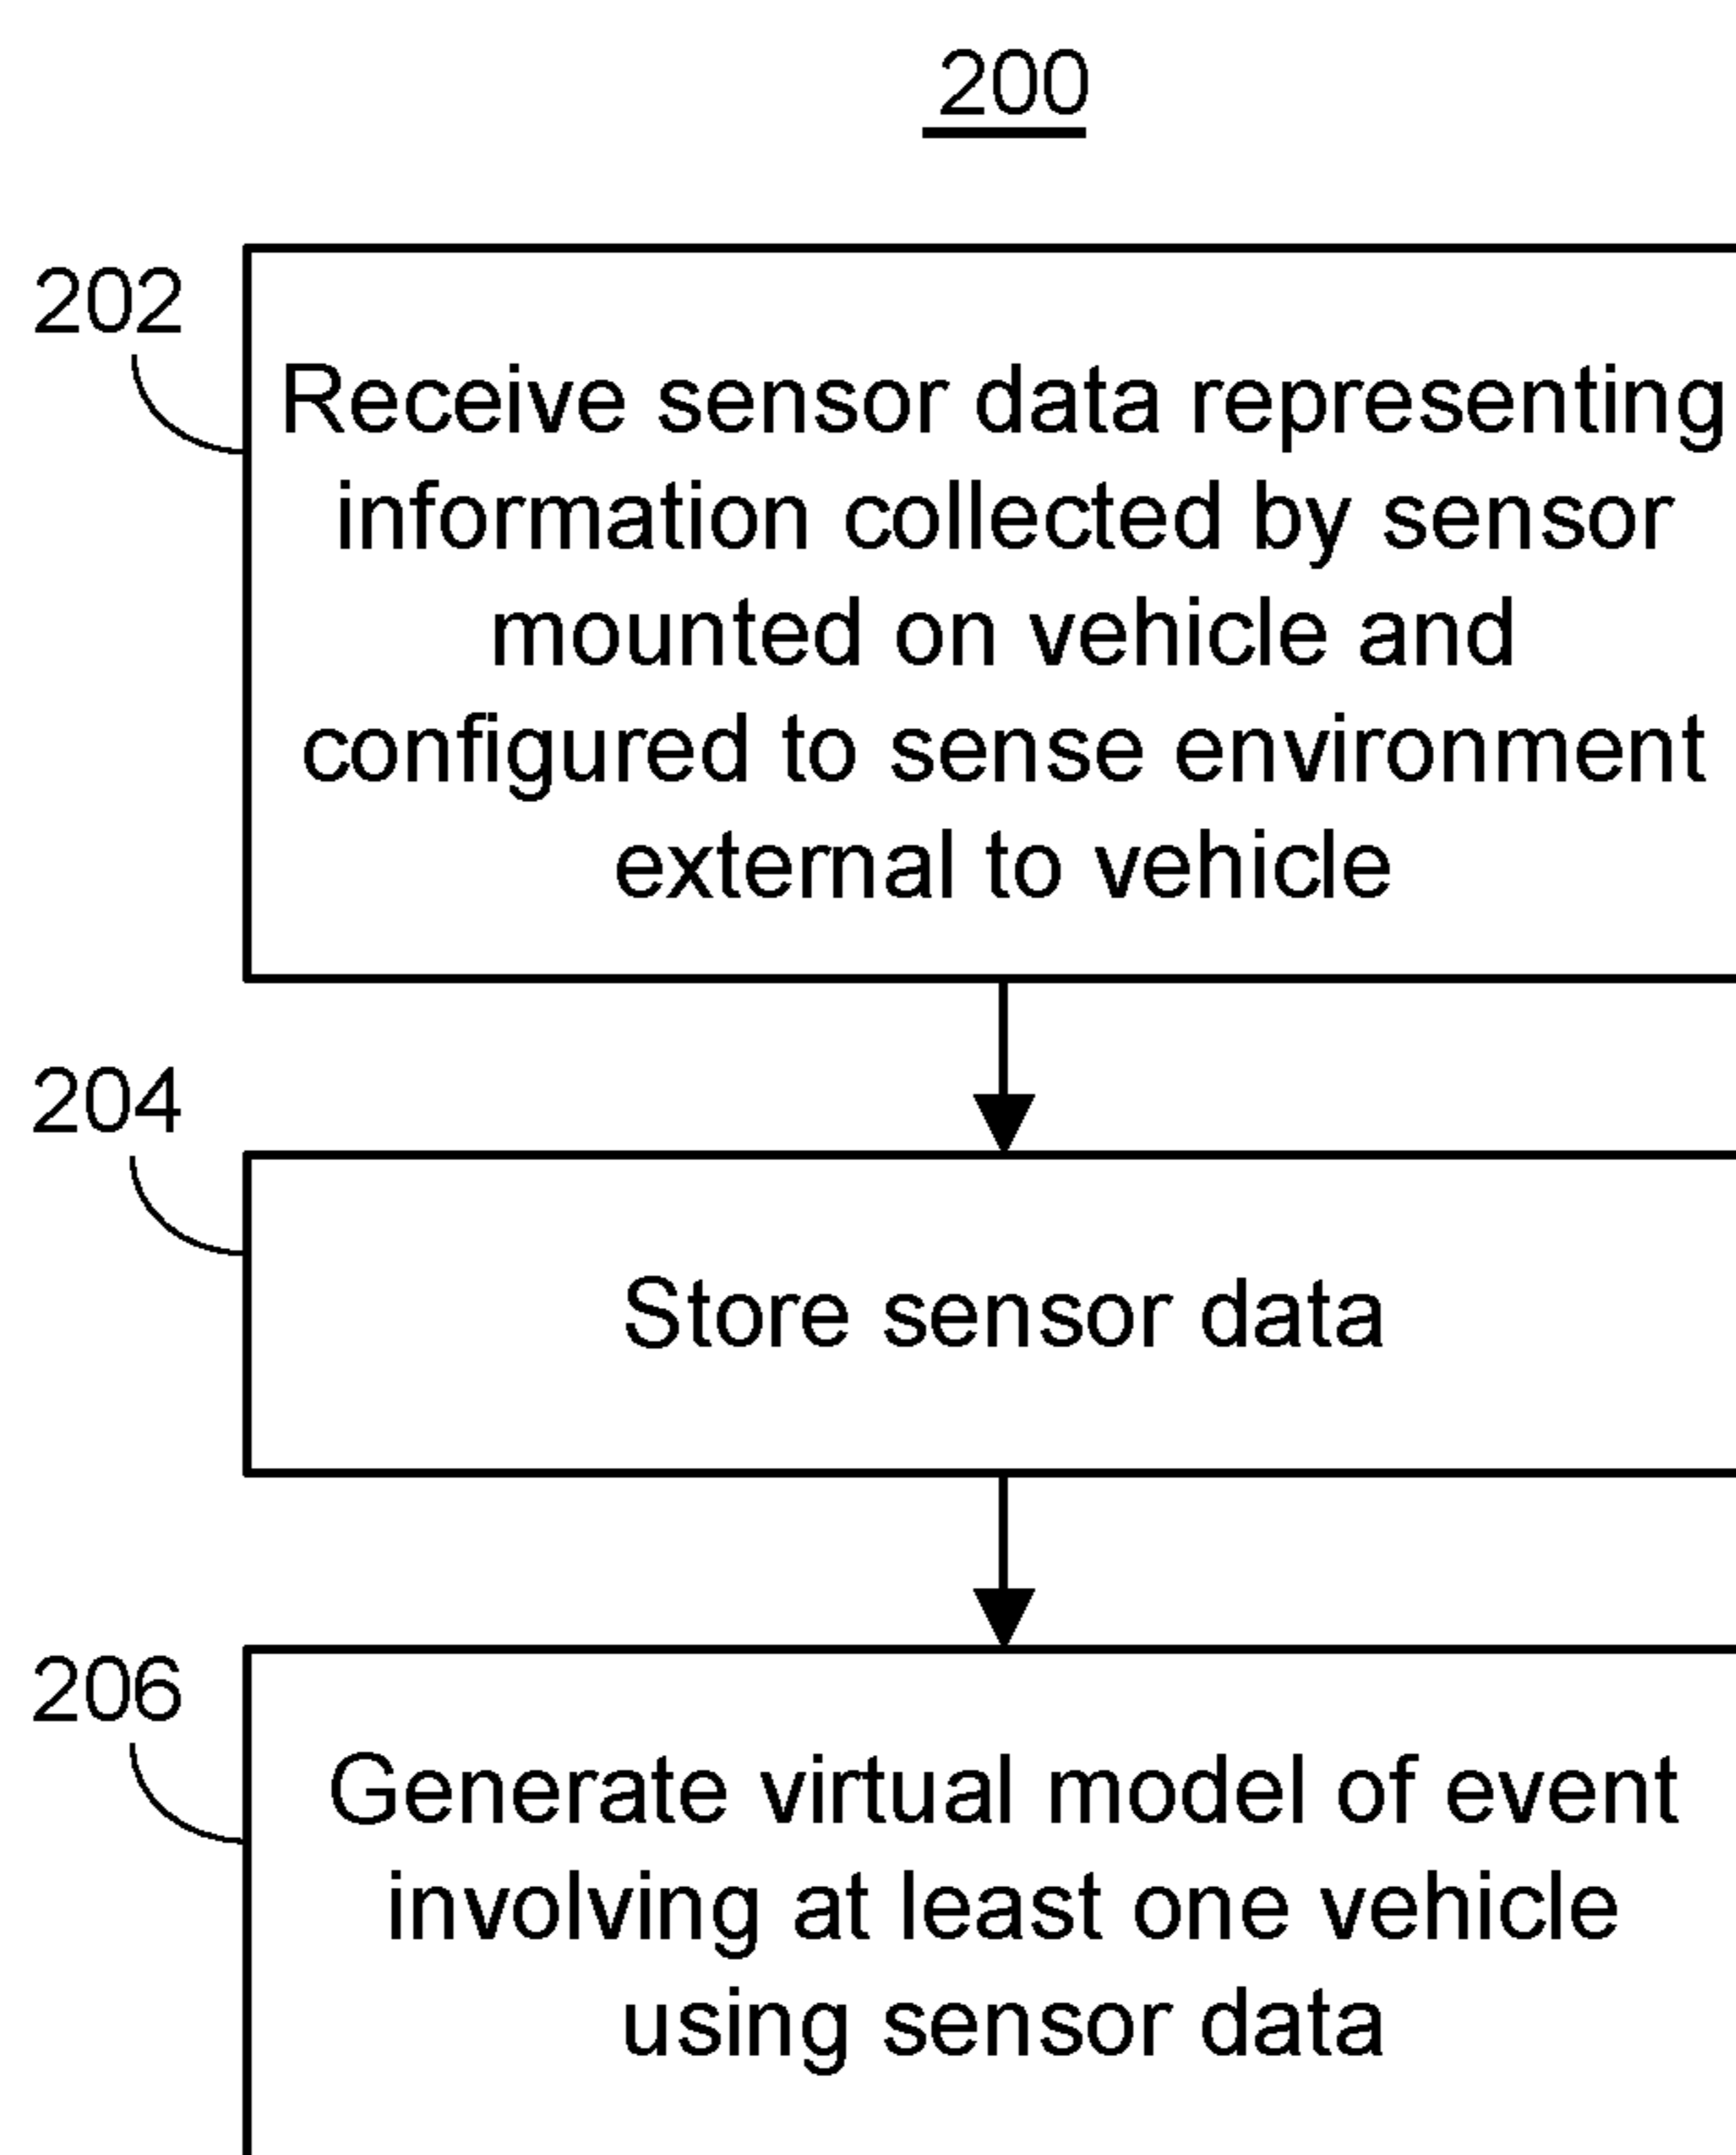 200
202
Receive sensor data representing
information collected by sensor
mounted on vehicle and
configured to sense environment
external to vehicle
204
Store sensor data
206
Generate virtual model of event
involving at least one vehicle
using sensor data